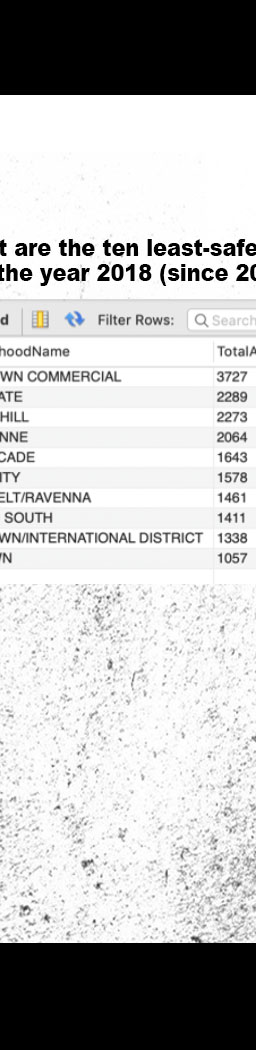 t are the ten least-safe
the year 2018 (since 20
d Filter Rows: Search
hoodName TotalA
WN COMMERCIAL 3727
ATE 2289
HILL 2273
NNE 2064
CADE 1643
ITY 1578
ELT/RAVENNA 1461
SOUTH 1411
WN/INTERNATIONAL DISTRICT 1338
N 1057